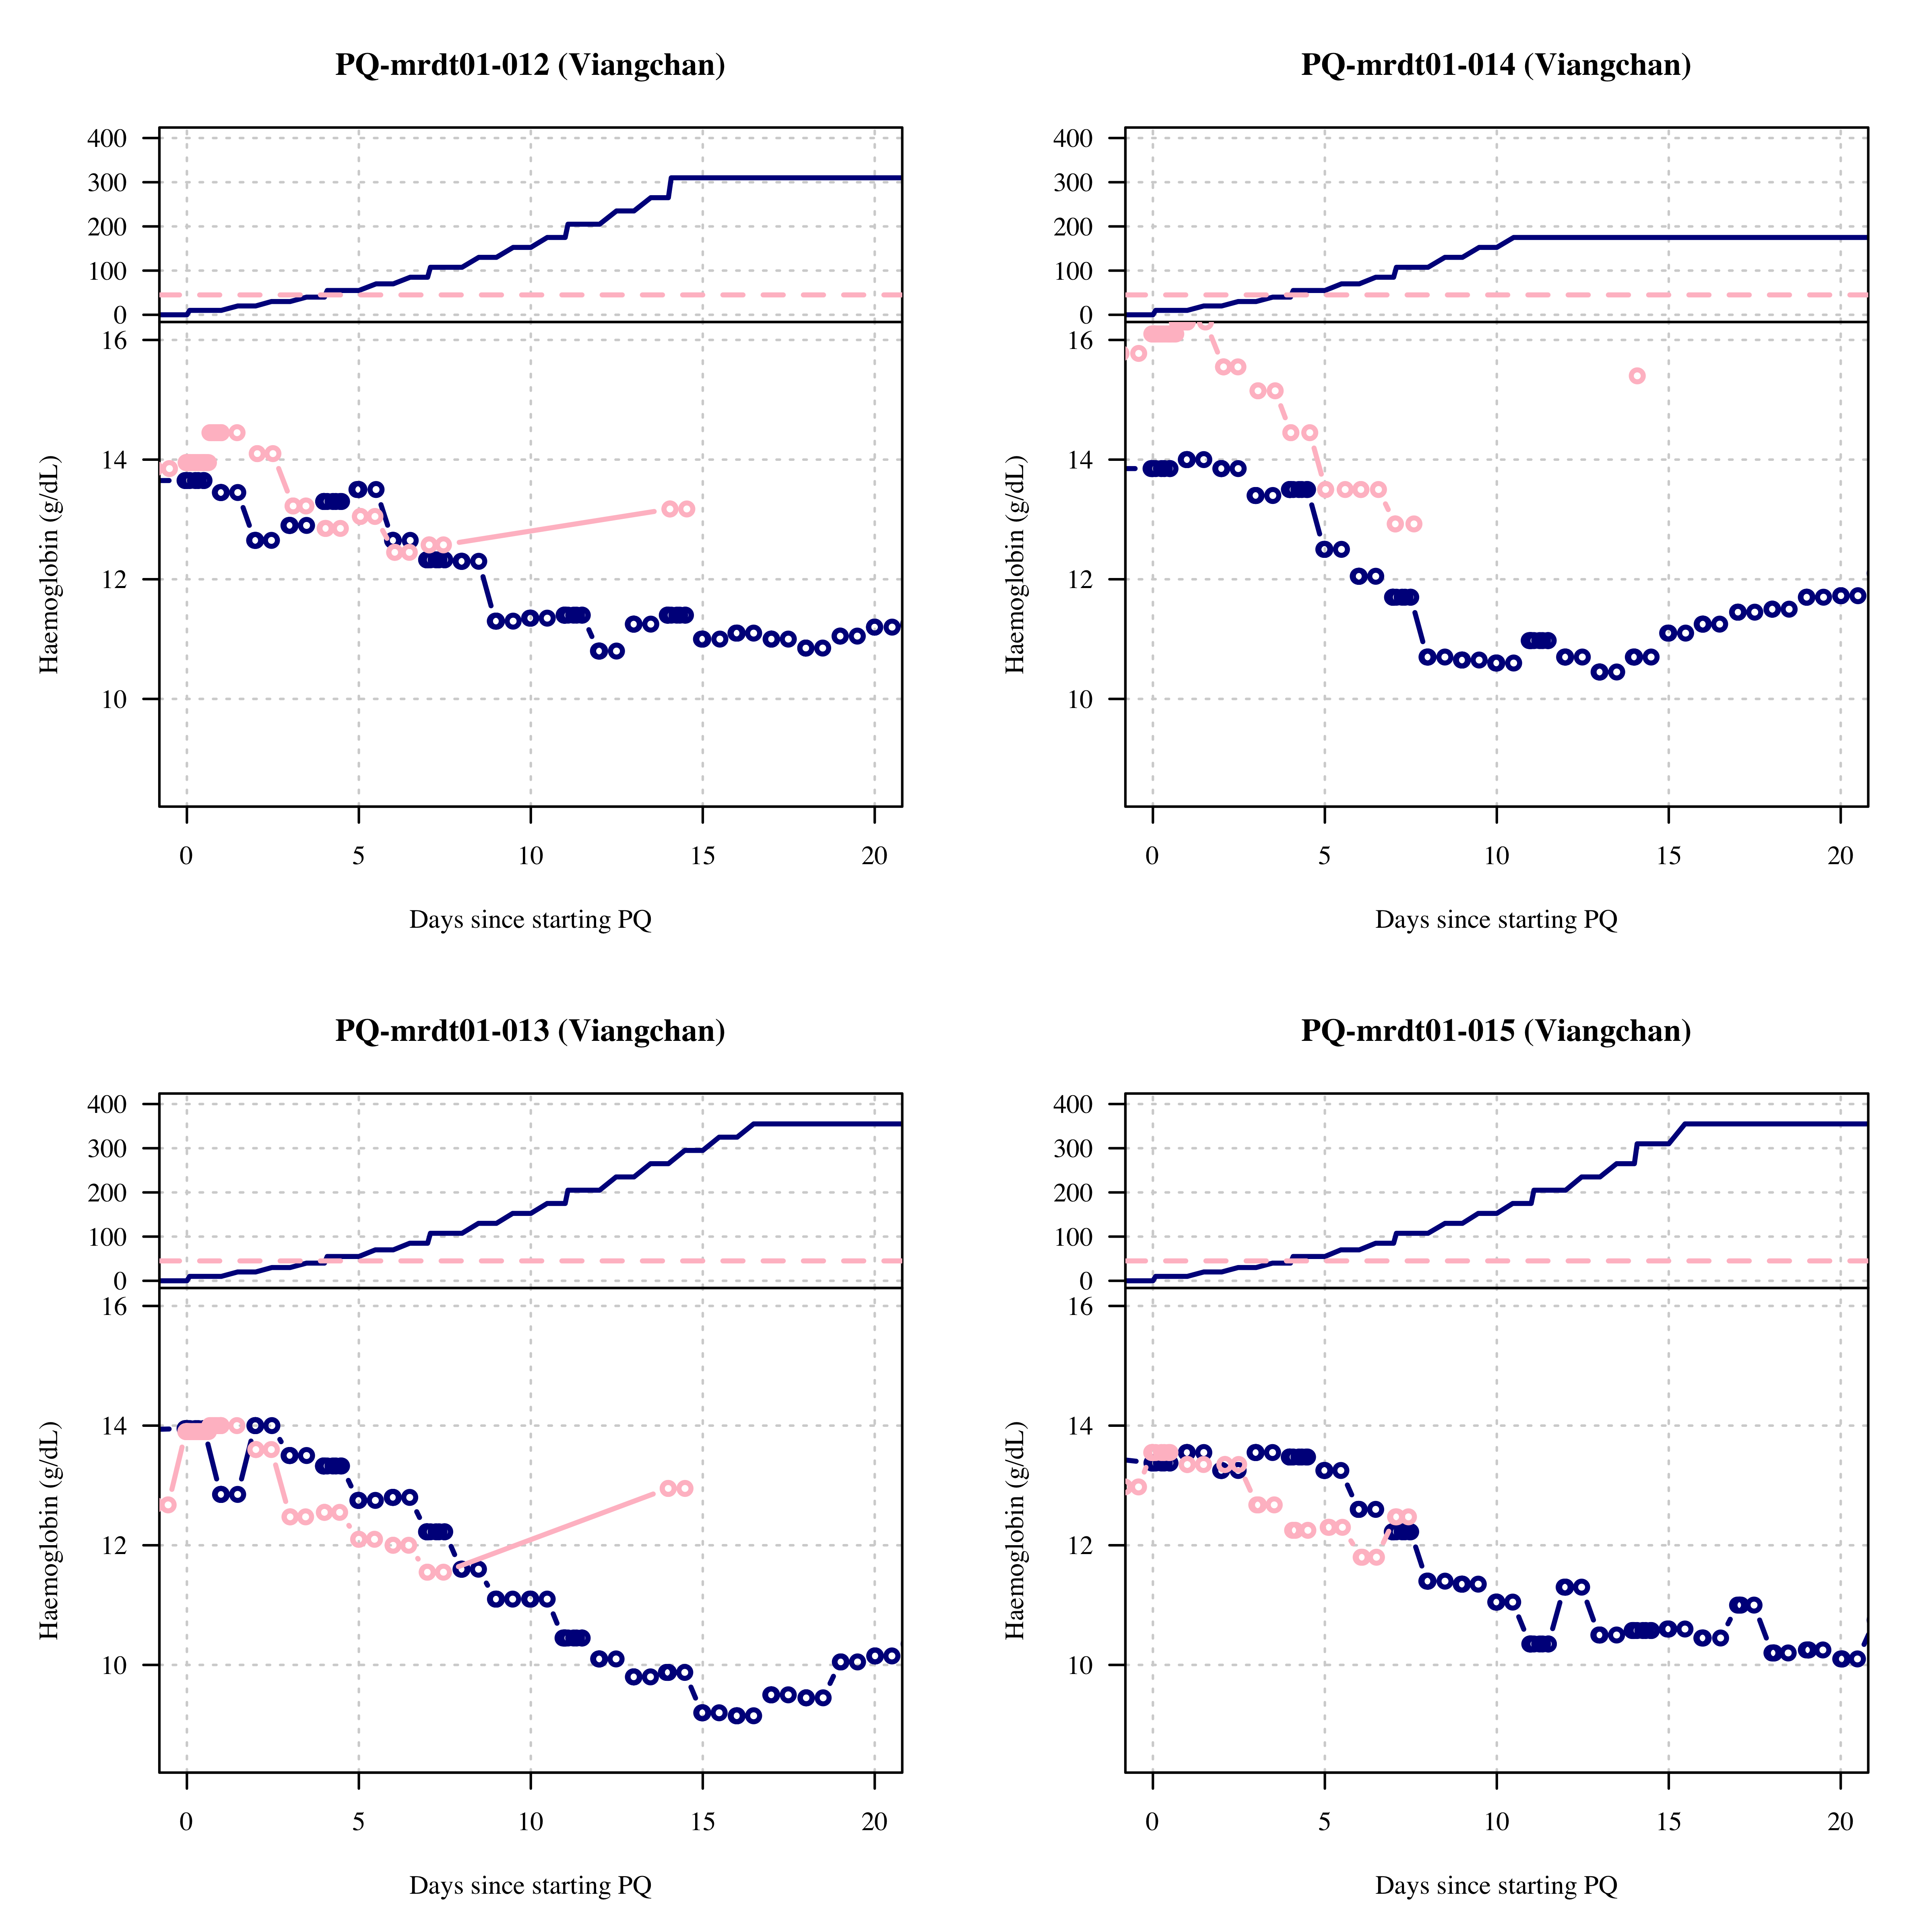 PQ-mrdt01-012 (Viangchan)
400
300
200
100
0
16
14
12
10
Haemoglobin (g/dL)
0 5 10 15 20
Days since starting PQ
PQ-mrdt01-014 (Viangchan)
400
300
200
100
0
16
14
12
10
Haemoglobin (g/dL)
0 5 10 15 20
Days since starting PQ
PQ-mrdt01-013 (Viangchan)
400
300
200
100
0
16
14
12
10
Haemoglobin (g/dL)
0 5 10 15 20
Days since starting PQ
PQ-mrdt01-015 (Viangchan)
400
300
200
100
0
16
14
12
10
Haemoglobin (g/dL)
0 5 10 15 20
Days since starting PQ